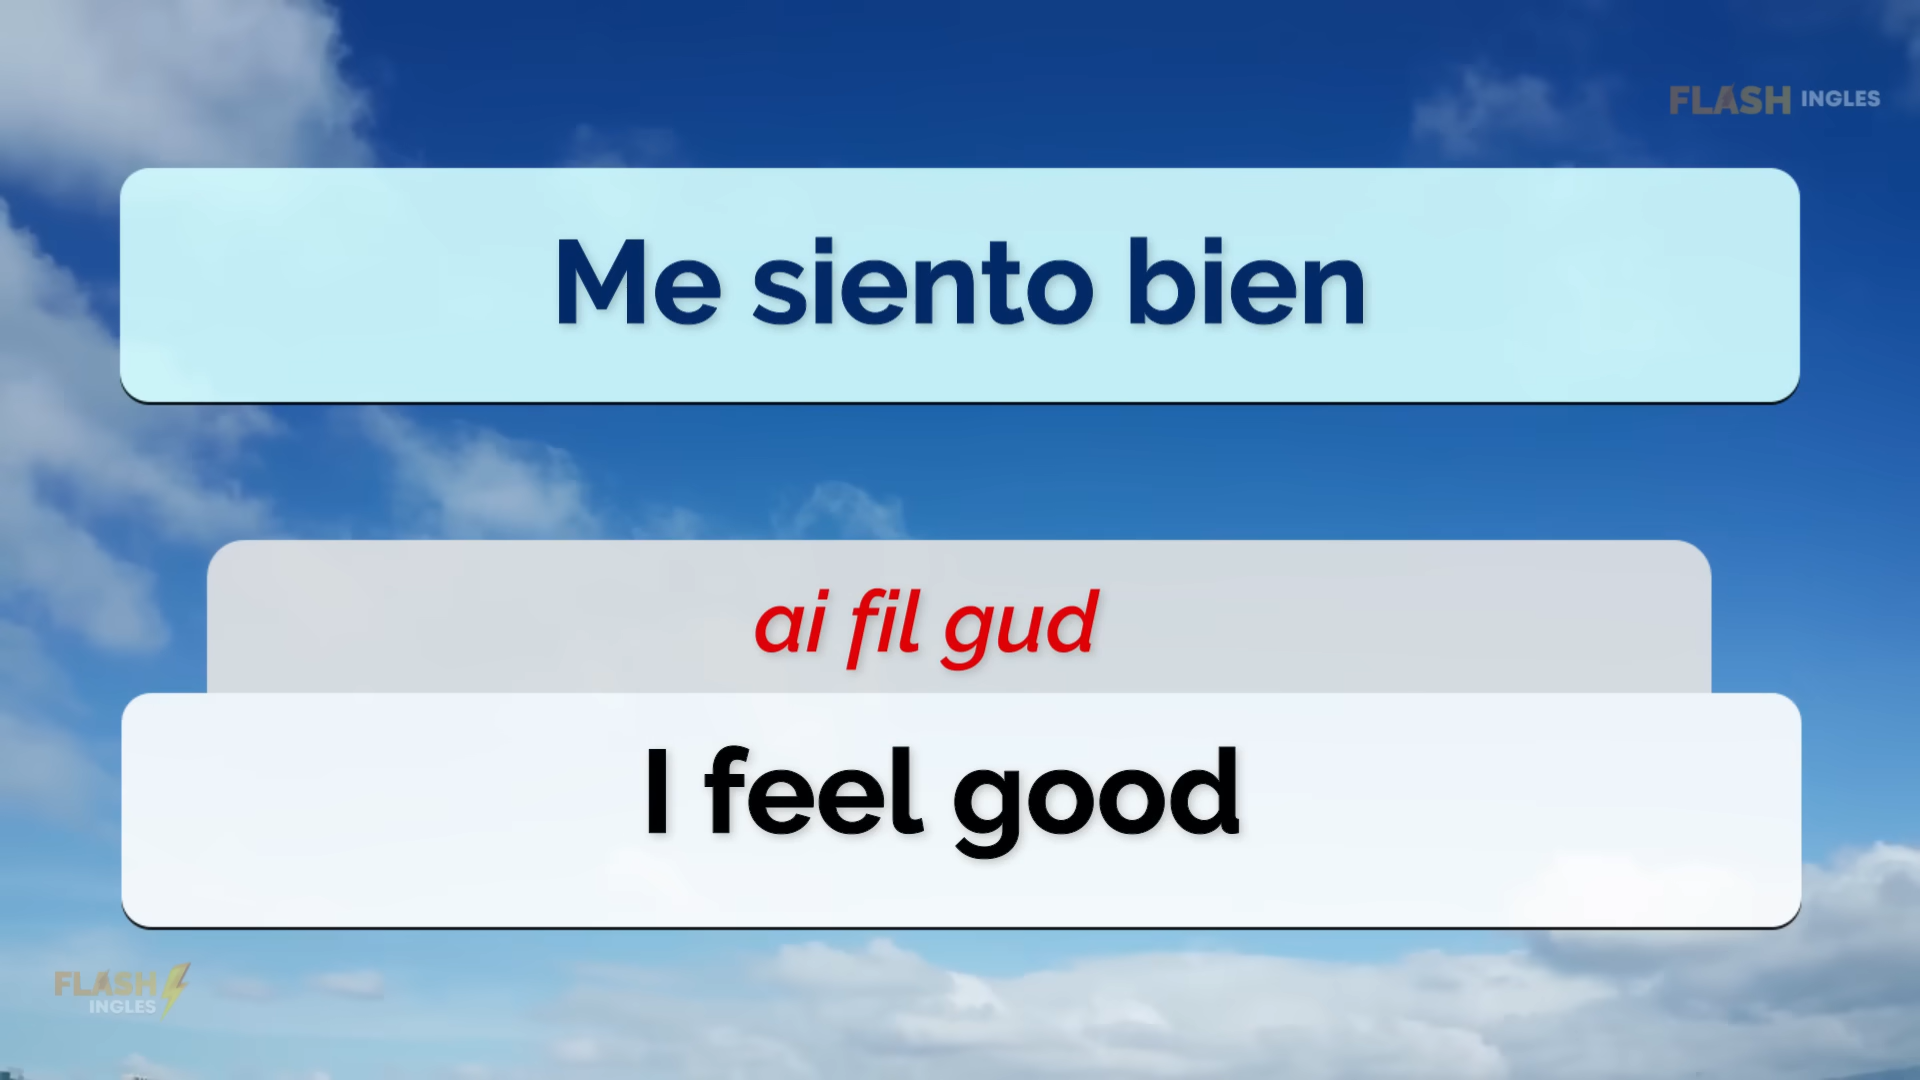 FLASH INGLES
Me siento bien
ai fil gud
I feel good
FLASH
INGLES